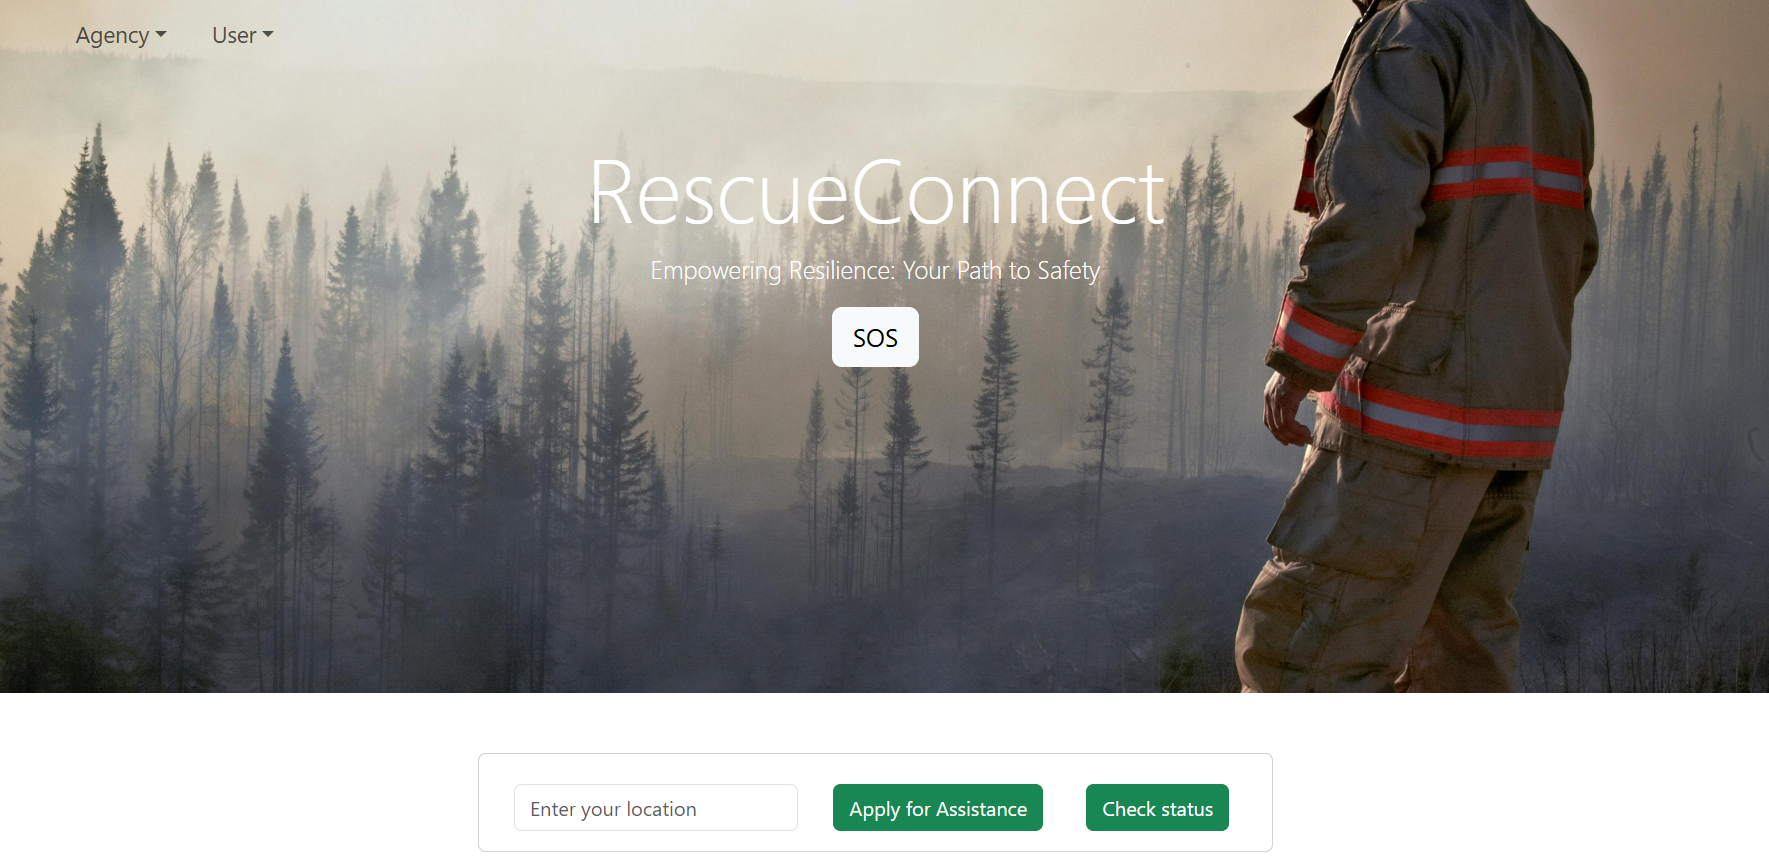 Agency User
RescueConnect
Empowering Resilience: Your Path to Safety
SOS
Enter your location Apply for Assistance Check status